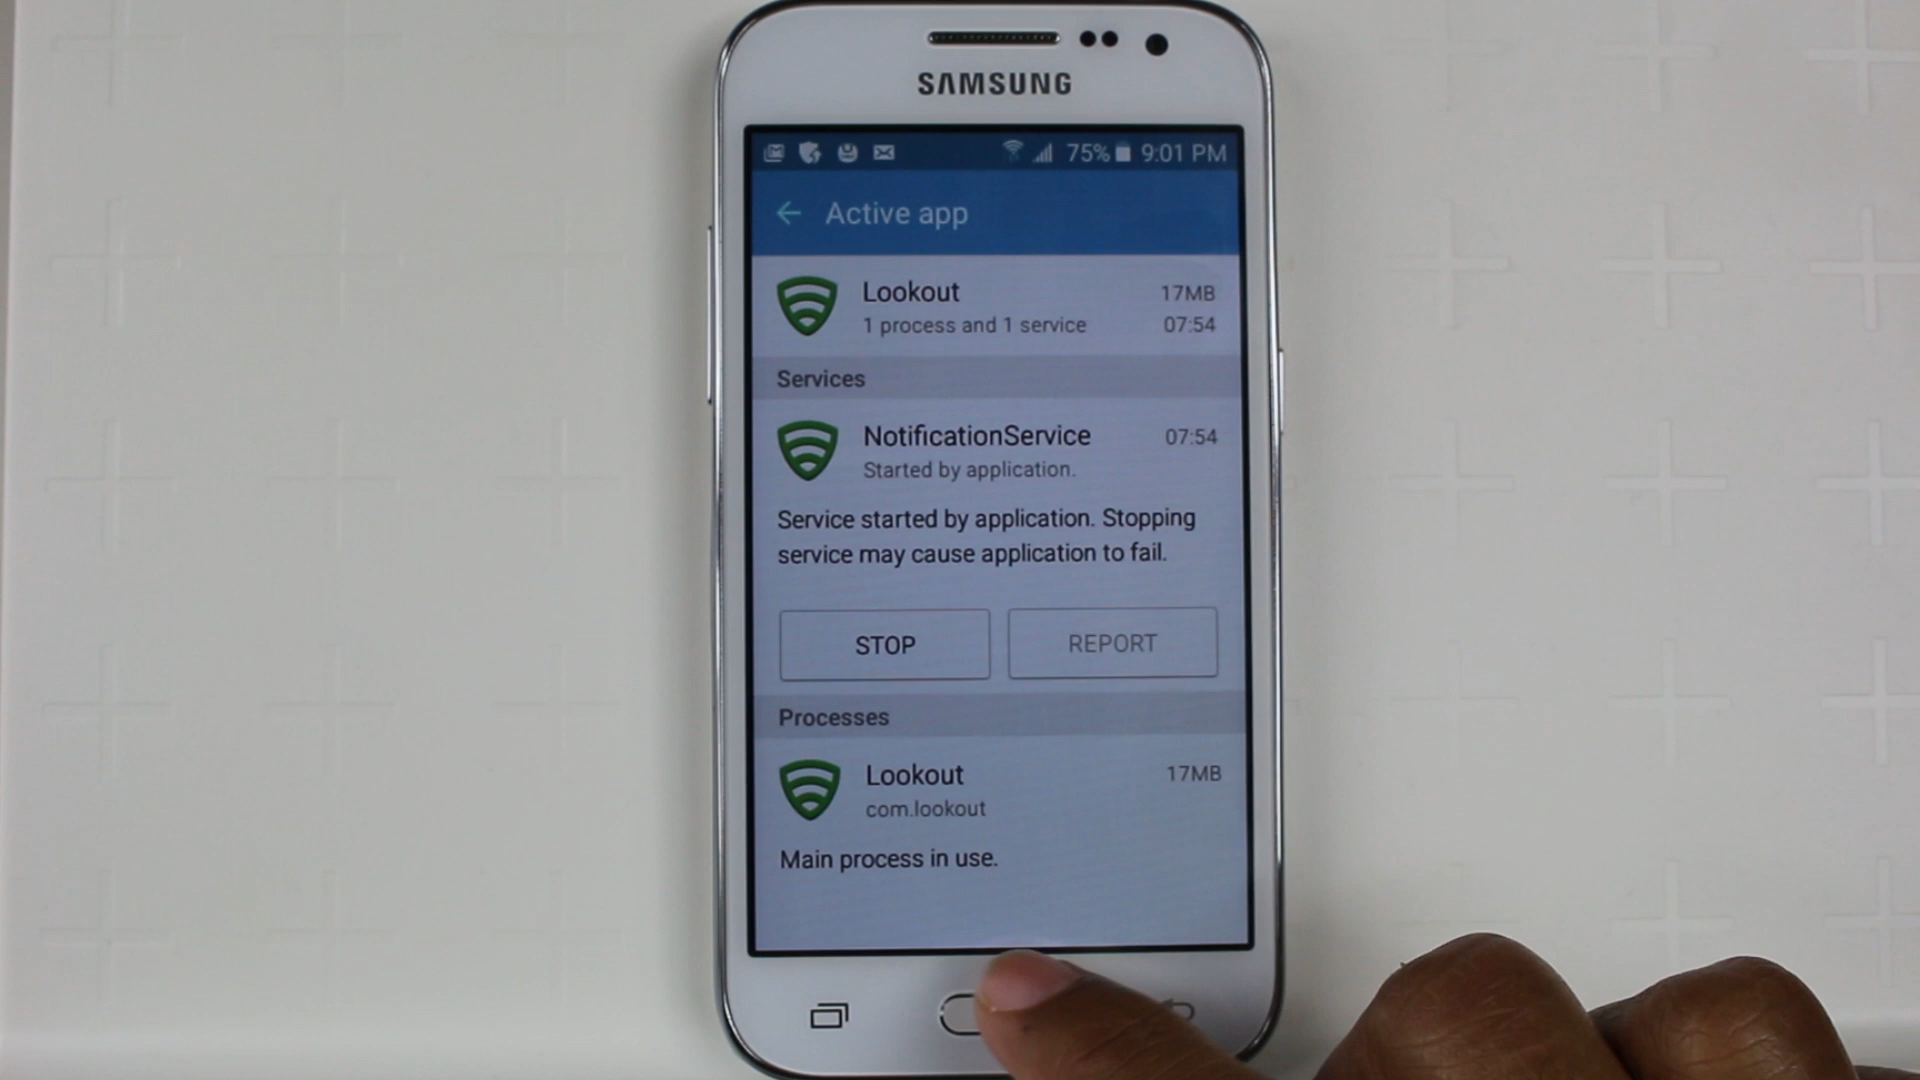 SAMSUNG
75% 9:01 PM
Active app
Lookout 17MB
1 process and 1 service 07:54
Services
NotificationService 07:54
Started by application.
Service started by application. Stopping
service may cause application to fail.
STOP REPORT
Processes
Lookout 17MB
com.lookout
Main process in use.